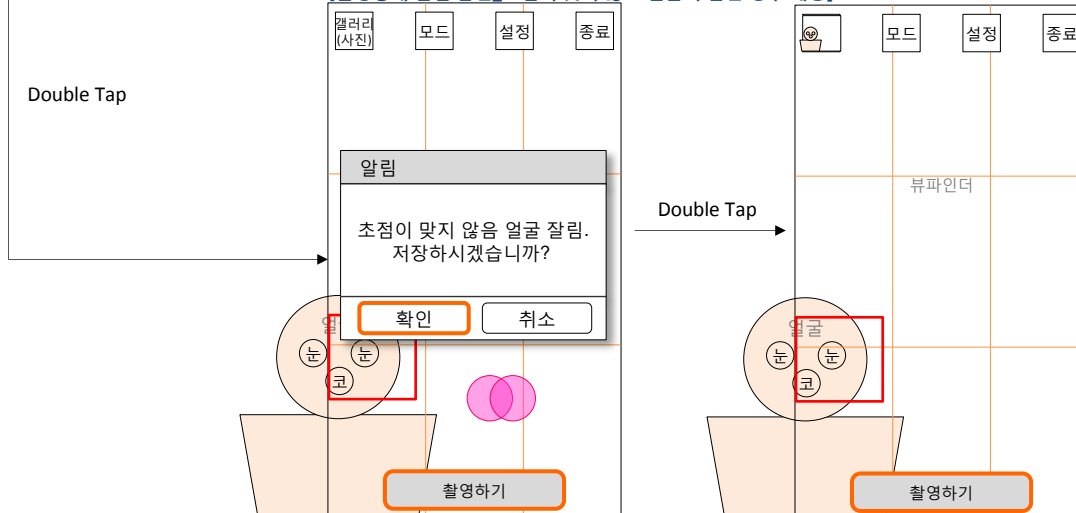 갤러리
(사진)
모드
설정
종료
모드
설정
종료
Double Tap
알림
초점이 맞지 않음 얼굴 잘림.
저장하시겠습니까?
확인
취소
눈
눈
코
촬영하기
Double Tap
뷰파인더
얼굴
눈
눈
코
촬영하기